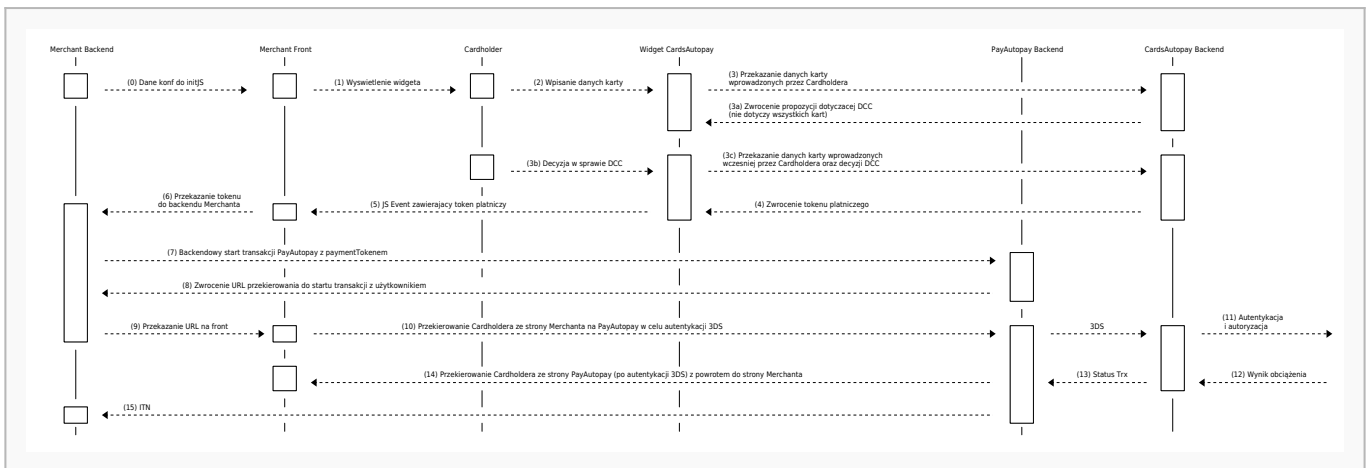 Merchant Backend
Merchant Front
Cardholder
Widget CardsAutopay
PayAutopay Backend
CardsAutopay Backend
(0) Dane konf do initJS
(1) Wyswietlenie widgeta
(2) Wpisanie danych karty
(3) Przekazanie danych karty
wprowadzonych przez Cardholdera
(3a) Zwrocenie propozycji dotyczacej DCC
(nie dotyczy wszystkich kart)
(3b) Decyzja w sprawie DCC
(3c) Przekazanie danych karty wprowadzonych
wczesniej przez Cardholdera oraz decyzji DCC
(6) Przekazanie tokenu
do backendu Merchanta
(5) JS Event zawierajacy token platniczy
(4) Zwrocenie tokenu platniczego
(7) Backendowy start transakcji PayAutopay z paymentTokenem
(8) Zwrocenie URL przekierowania do startu transakcji z użytkownikiem
(9) Przekazanie URL na front
(10) Przekierowanie Cardholdera ze strony Merchanta na PayAutopay w celu autentykacji 3DS
3DS
(11) Autentykacja
i autoryzacja
(14) Przekierowanie Cardholdera ze strony PayAutopay (po autentykacji 3DS) z powrotem do strony Merchanta
(13) Status Trx
(12) Wynik obciążenia
(15) ITN